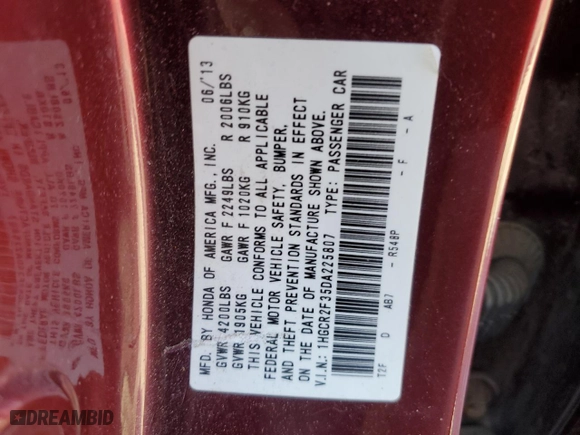 MFD. BY HONDA OF AMERICA MFG., INC. 06/13
GVWR 4200LBS GAWR F 2249LBS R 2006LBS
GVWR 1905KG GAWR F 1020KG R 910KG
THIS VEHICLE CONFORMS TO ALL APPLICABLE
FEDERAL MOTOR VEHICLE SAFETY, BUMPER,
AND THEFT PREVENTION STANDARDS IN EFFECT
ON THE DATE OF MANUFACTURE SHOWN ABOVE.
V.I.N.: 1HGCR2F35DA225807 TYPE: PASSENGER CAR
T2F D AB7 - R548P - F - A
DREAMBID